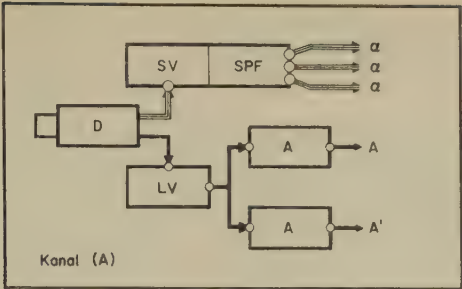 SV SPF α
α
α
D
LV A A
A A'
Kanal (A)